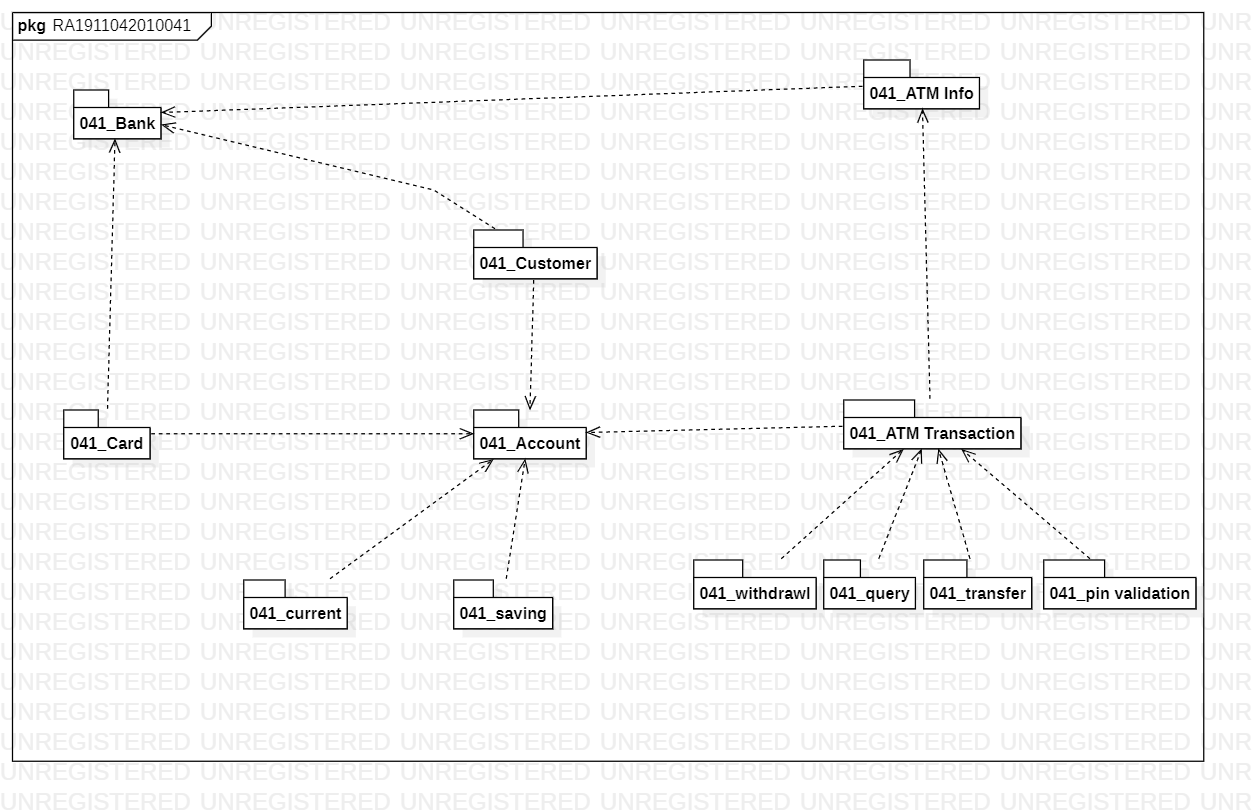 pkg RA1911042010041
041_ATM Info
041_Bank
041_Customer
041_Card
041_Account
041_ATM Transaction
041_withdrawl
041_query
041_transfer
041_pin validation
041_current
041_saving
UNREGISTERED